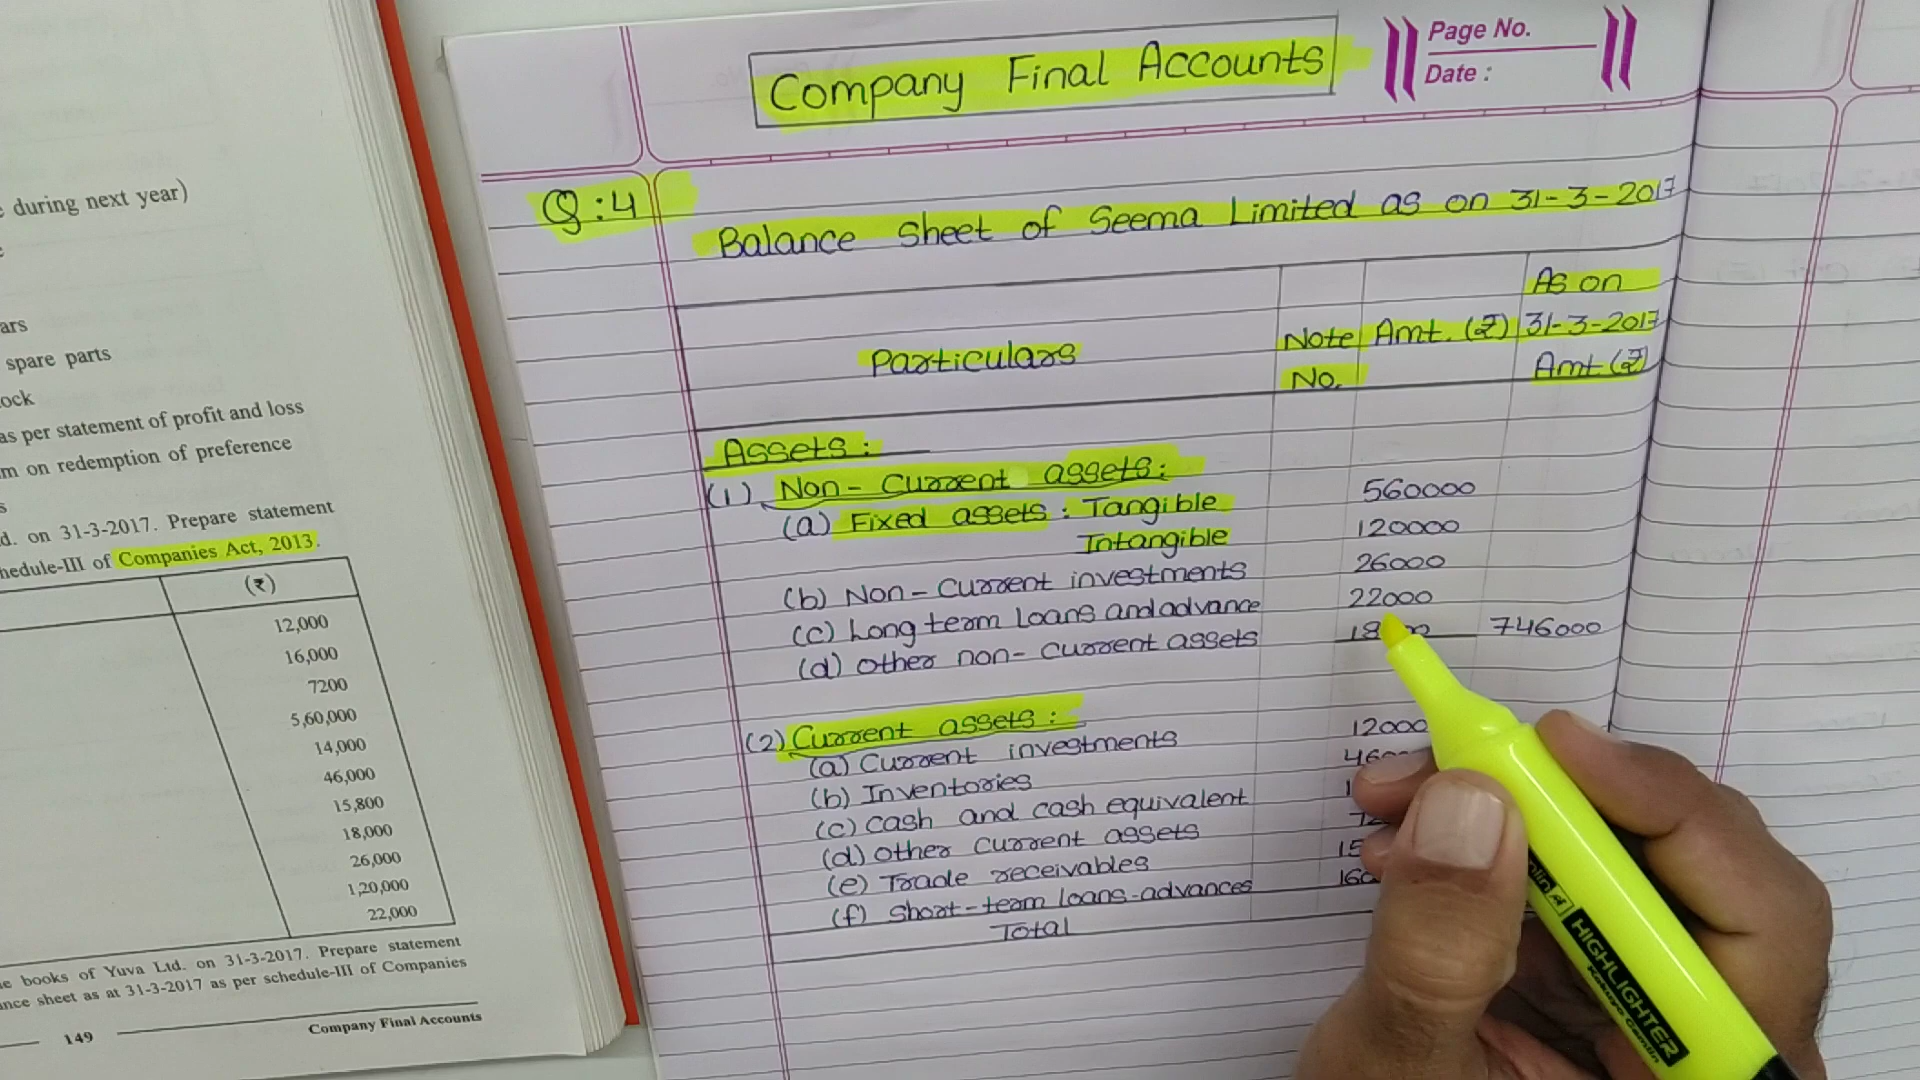 during next year)
ars
spare parts
ock
as per statement of profit and loss
m on redemption of preference
s
d. on 31-3-2017. Prepare statement
hedule-III of Companies Act, 2013.
(₹)
12,000
16,000
7200
5,60,000
14,000
46,000
15,800
18,000
26,000
1,20,000
22,000
e books of Yuva Ltd. on 31-3-2017. Prepare statement
nce sheet as at 31-3-2017 as per schedule-III of Companies
149 Company Final Accounts
Company Final Accounts
Page No.
Date :
Q:4
Balance Sheet of Seema Limited as on 31-3-2017
Particulars Note No. Amt. (₹) As on 31-3-2017 Amt (₹)
Assets:
(1) Non-Current assets:
(a) Fixed assets: Tangible 560000
Intangible 120000
(b) Non-Current investments 26000
(c) Long term Loans and advance 22000
(d) Other non-current assets 746000
(2) Current assets:
(a) Current investments 12000
(b) Inventories
(c) Cash and cash equivalent
(d) Other current assets
(e) Trade receivables
(f) Short-term loans-advances
Total
HIGHLIGHTER
Kokuyo Camlin